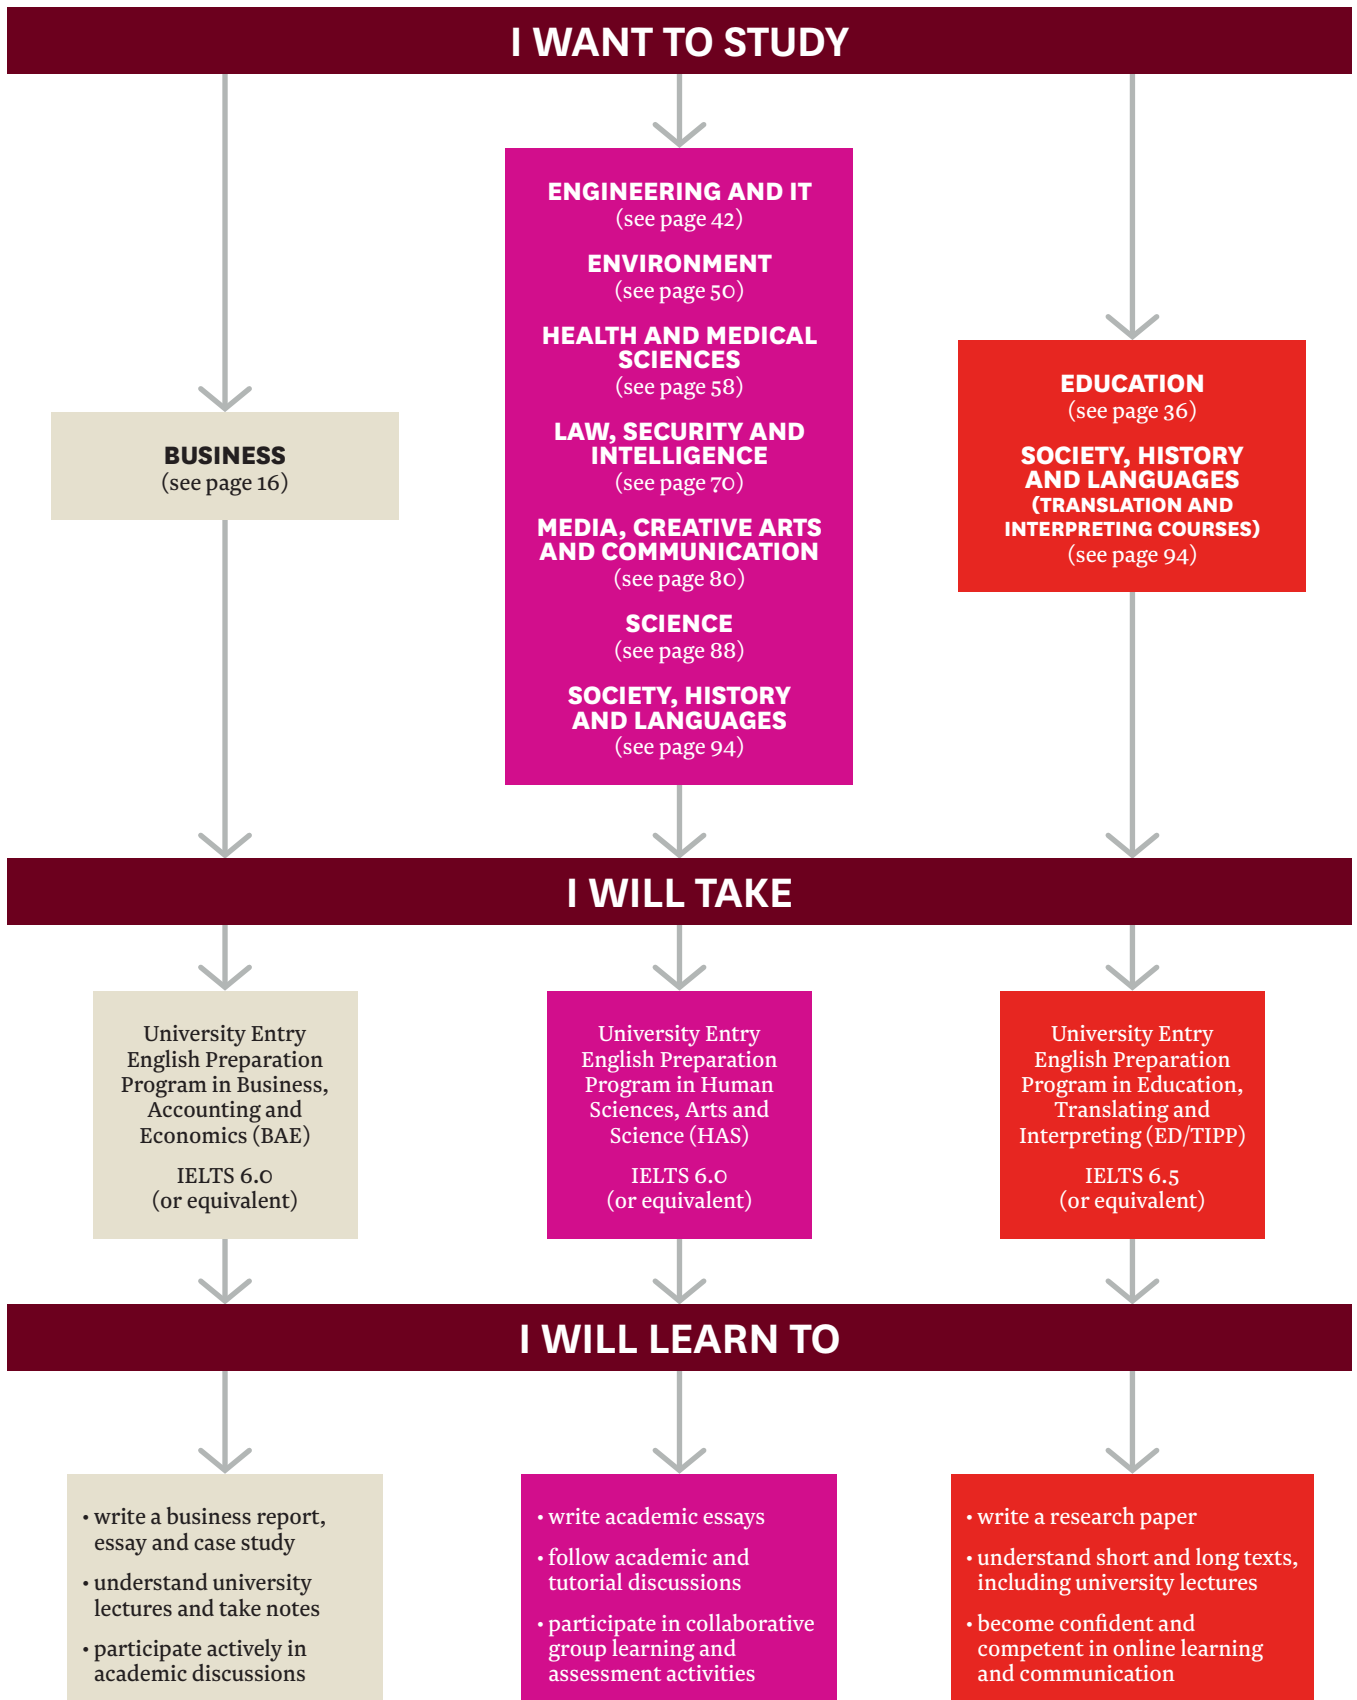 I WANT TO STUDY
BUSINESS
(see page 16)
ENGINEERING AND IT
(see page 42)
ENVIRONMENT
(see page 50)
HEALTH AND MEDICAL
SCIENCES
(see page 58)
LAW, SECURITY AND
INTELLIGENCE
(see page 70)
MEDIA, CREATIVE ARTS
AND COMMUNICATION
(see page 80)
SCIENCE
(see page 88)
SOCIETY, HISTORY
AND LANGUAGES
(see page 94)
EDUCATION
(see page 36)
SOCIETY, HISTORY
AND LANGUAGES
(TRANSLATION AND
INTERPRETING COURSES)
(see page 94)
I WILL TAKE
University Entry
English Preparation
Program in Business,
Accounting and
Economics (BAE)
IELTS 6.0
(or equivalent)
University Entry
English Preparation
Program in Human
Sciences, Arts and
Science (HAS)
IELTS 6.0
(or equivalent)
University Entry
English Preparation
Program in Education,
Translating and
Interpreting (ED/TIPP)
IELTS 6.5
(or equivalent)
I WILL LEARN TO
• write a business report,
essay and case study
• understand university
lectures and take notes
• participate actively in
academic discussions
• write academic essays
• follow academic and
tutorial discussions
• participate in collaborative
group learning and
assessment activities
• write a research paper
• understand short and long texts,
including university lectures
• become confident and
competent in online learning
and communication